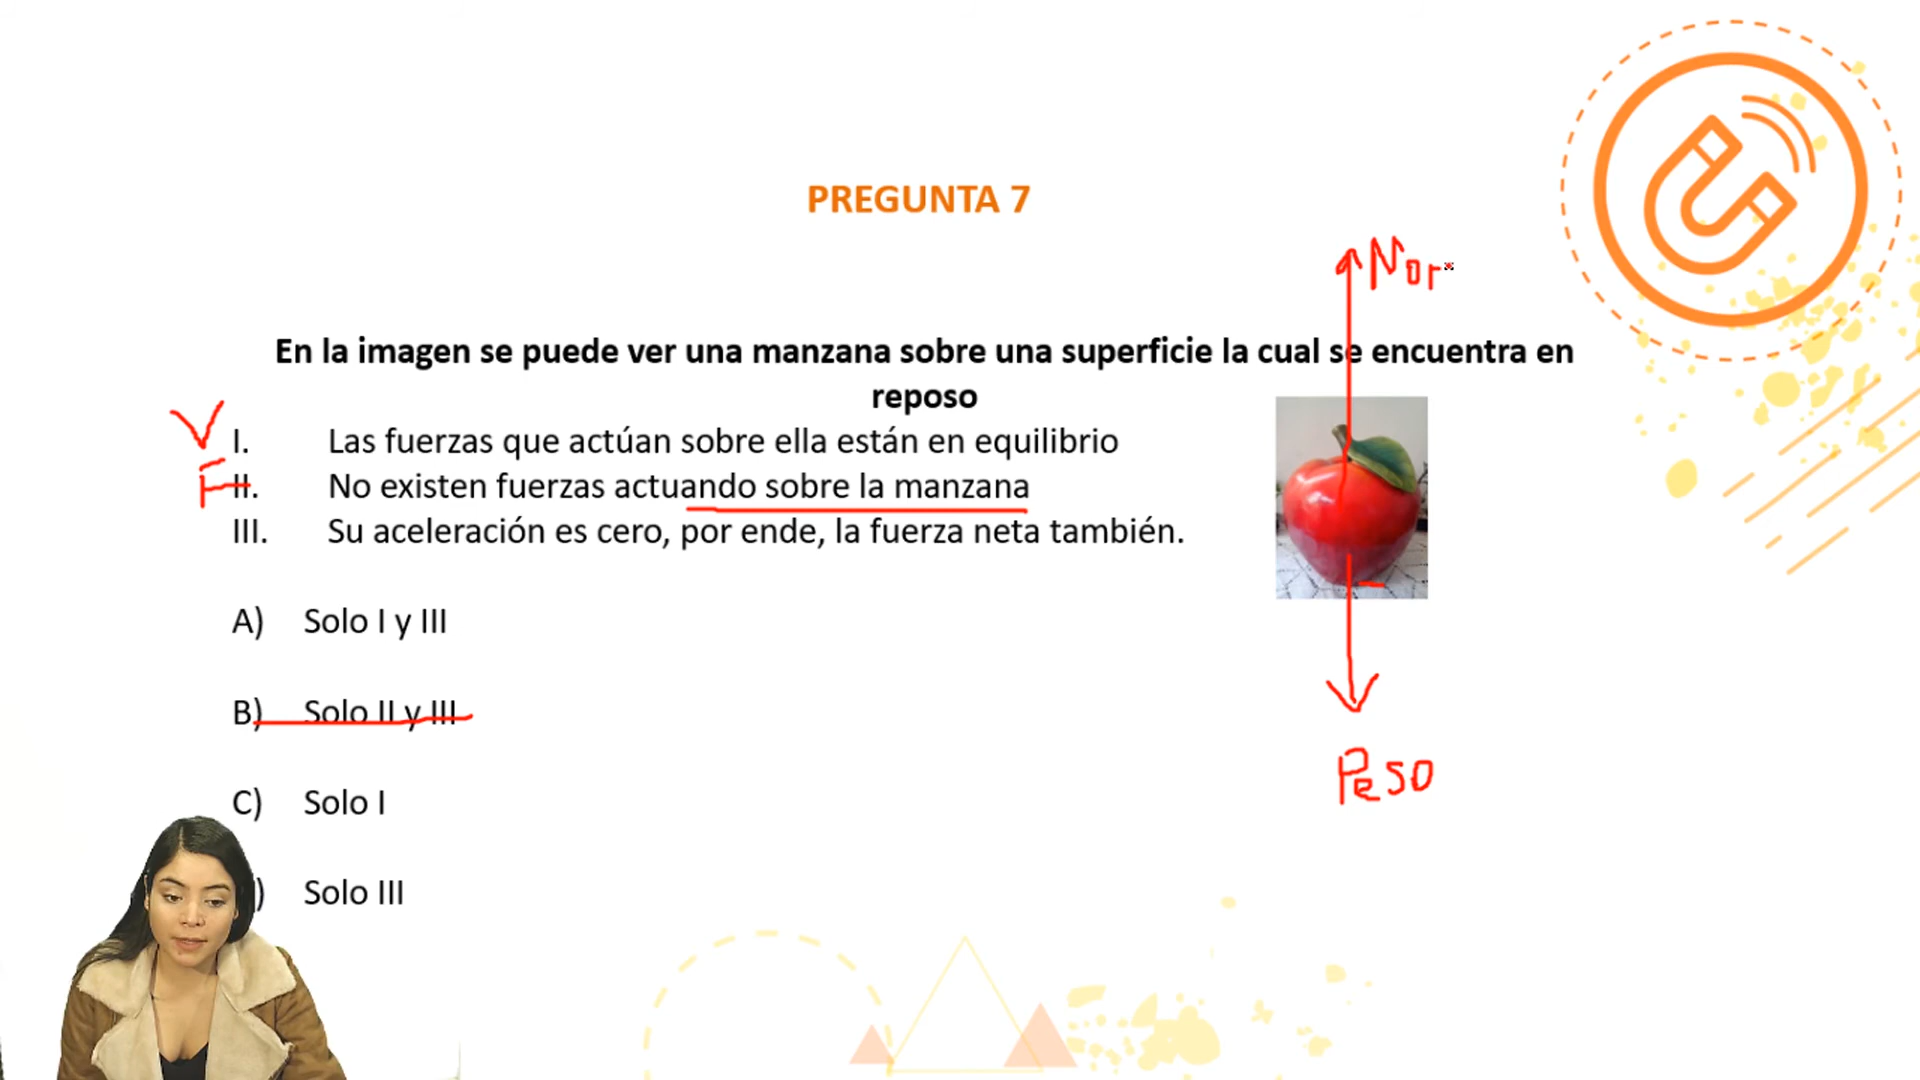 PREGUNTA 7
Nor
En la imagen se puede ver una manzana sobre una superficie la cual se encuentra en
reposo
V I. Las fuerzas que actúan sobre ella están en equilibrio
F II. No existen fuerzas actuando sobre la manzana
III. Su aceleración es cero, por ende, la fuerza neta también.
A) Solo I y III
B) Solo II y III
Peso
C) Solo I
) Solo III